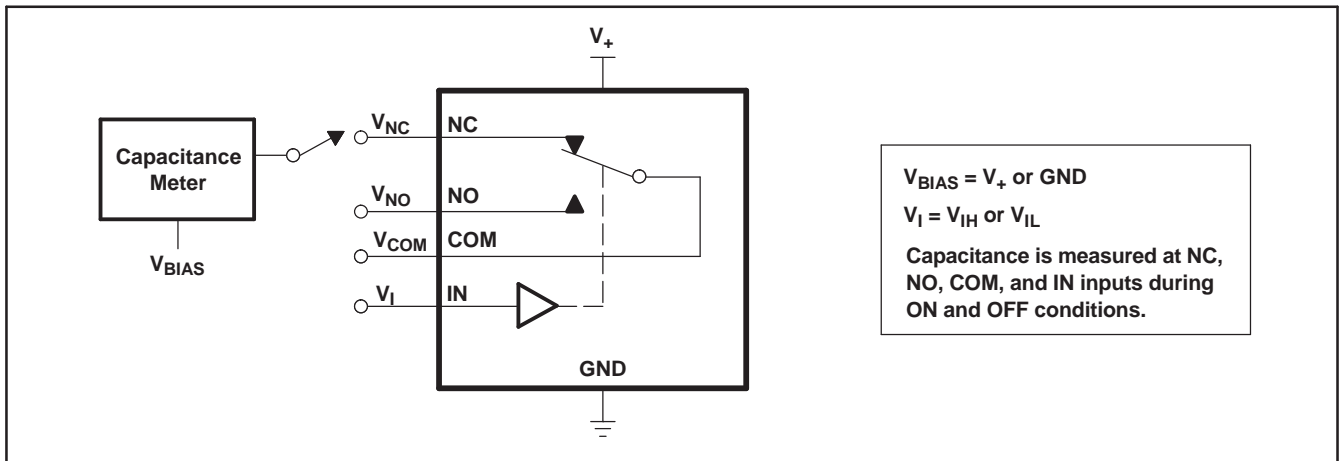 V+
Capacitance
Meter
VBIAS
VNC NC
VNO NO
VCOM COM
VI IN
GND
VBIAS = V+ or GND
VI = VIH or VIL
Capacitance is measured at NC,
NO, COM, and IN inputs during
ON and OFF conditions.